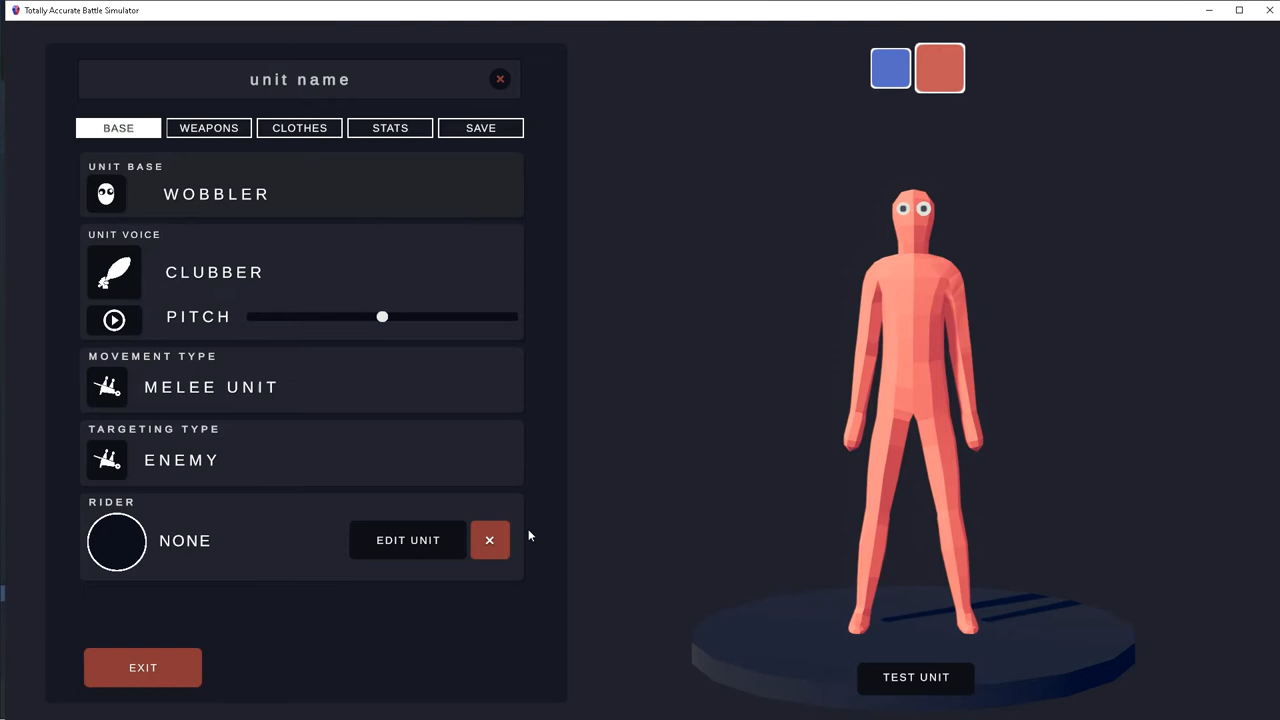 Totally Accurate Battle Simulator
unit name
BASE
WEAPONS
CLOTHES
STATS
SAVE
UNIT BASE
WOBBLER
UNIT VOICE
CLUBBER
PITCH
MOVEMENT TYPE
MELEE UNIT
TARGETING TYPE
ENEMY
RIDER
NONE
EDIT UNIT
EXIT
TEST UNIT